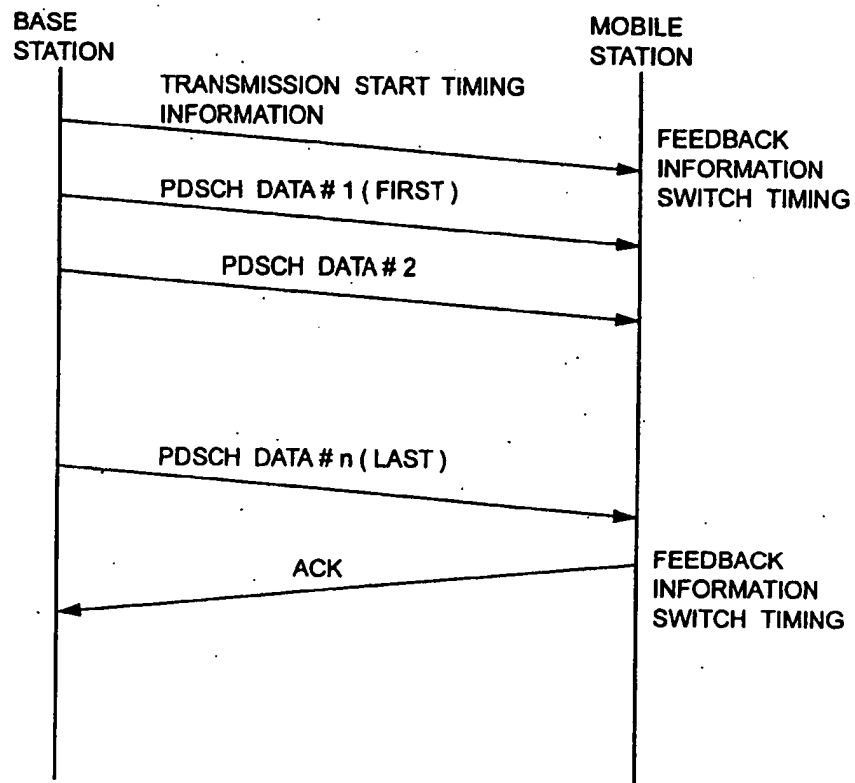 BASE
STATION
MOBILE
STATION
TRANSMISSION START TIMING
INFORMATION
FEEDBACK
INFORMATION
SWITCH TIMING
PDSCH DATA # 1 ( FIRST )
PDSCH DATA # 2
PDSCH DATA # n ( LAST )
ACK
FEEDBACK
INFORMATION
SWITCH TIMING